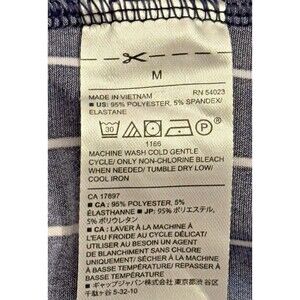 M
MADE IN VIETNAM RN 54023
■ US: 95% POLYESTER, 5% SPANDEX/
ELASTANE
30
1166
MACHINE WASH COLD GENTLE
CYCLE/ ONLY NON-CHLORINE BLEACH
WHEN NEEDED/ TUMBLE DRY LOW/
COOL IRON
CA 17897
■ CA : 95% POLYESTER, 5%
ÉLASTHANNE ■ JP: 95% ポリエステル,
5% ポリウレタン
■ CA : LAVER À LA MACHINE À
L'EAU FROIDE AU CYCLE DÉLICAT/
UTILISER AU BESOIN UN AGENT
DE BLANCHIMENT SANS CHLORE
SEULEMENT/ SÉCHER À LA MACHINE
À BASSE TEMPÉRATURE/ REPASSER À
BASSE TEMPÉRATURE
■ ギャップジャパン㈱ 東京都渋谷区
千駄ヶ谷 5-32-10